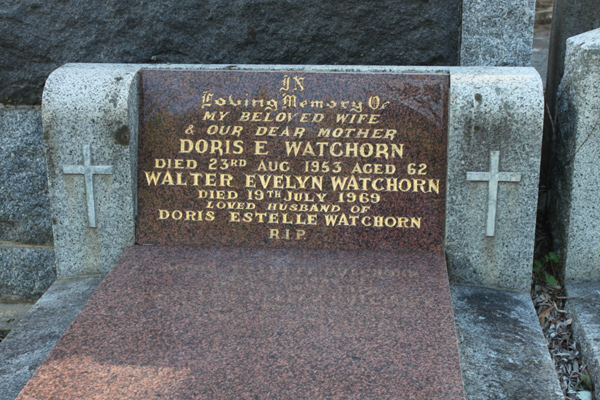 IN
Loving Memory Of
MY BELOVED WIFE
& OUR DEAR MOTHER
DORIS E WATCHORN
DIED 23RD AUG 1953 AGED 62
WALTER EVELYN WATCHORN
DIED 19TH JULY 1969
LOVED HUSBAND OF
DORIS ESTELLE WATCHORN
R.I.P.